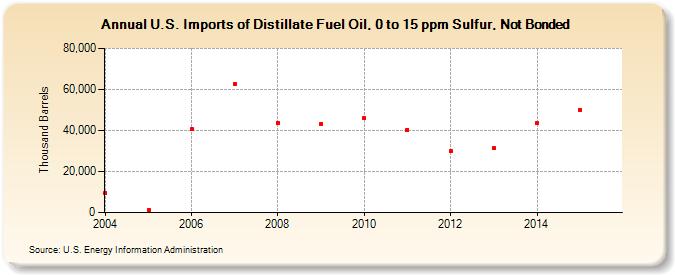 Annual U.S. Imports of Distillate Fuel Oil, 0 to 15 ppm Sulfur, Not Bonded
Thousand Barrels
80,000
60,000
40,000
20,000
0
2004 2006 2008 2010 2012 2014
Source: U.S. Energy Information Administration